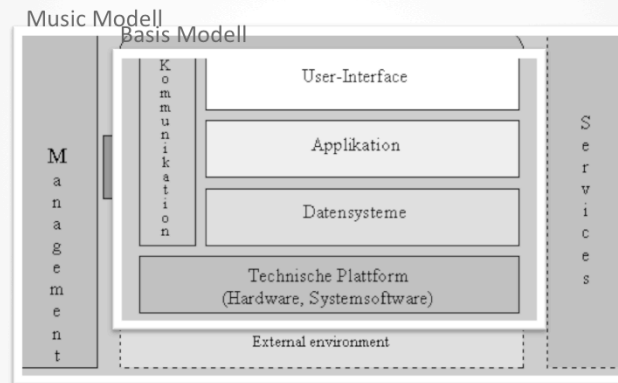 Music Modell
Basis Modell
Management
Kommunikation
User-Interface
Applikation
Datensysteme
Technische Plattform
(Hardware, Systemsoftware)
External environment
Services